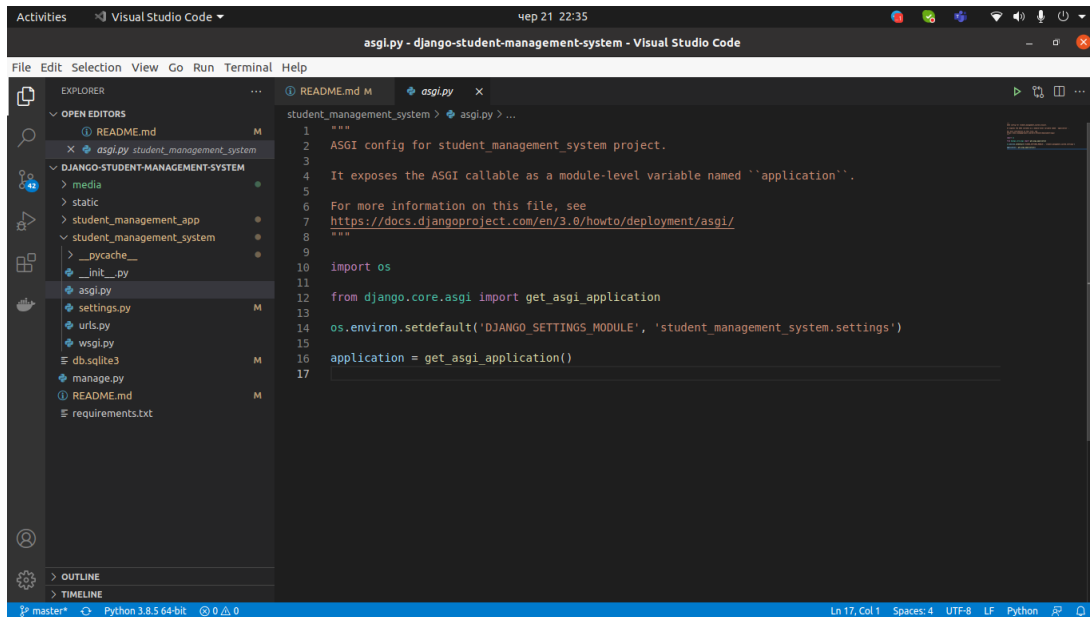 Activities
Visual Studio Code
чер 21 22:35
asgi.py - django-student-management-system - Visual Studio Code
File Edit Selection View Go Run Terminal Help
EXPLORER
OPEN EDITORS
README.md M
asgi.py student_management_system
DJANGO-STUDENT-MANAGEMENT-SYSTEM
media
static
student_management_app
student_management_system
__pycache__
__init__.py
asgi.py
settings.py M
urls.py
wsgi.py
db.sqlite3 M
manage.py
README.md M
requirements.txt
OUTLINE
TIMELINE
42
README.md M
asgi.py
student_management_system > asgi.py > ...
1 """
2 ASGI config for student_management_system project.
3
4 It exposes the ASGI callable as a module-level variable named ``application``.
5
6 For more information on this file, see
7 https://docs.djangoproject.com/en/3.0/howto/deployment/asgi/
8 """
9
10 import os
11
12 from django.core.asgi import get_asgi_application
13
14 os.environ.setdefault('DJANGO_SETTINGS_MODULE', 'student_management_system.settings')
15
16 application = get_asgi_application()
17
master* Python 3.8.5 64-bit 0 0
Ln 17, Col 1 Spaces: 4 UTF-8 LF Python